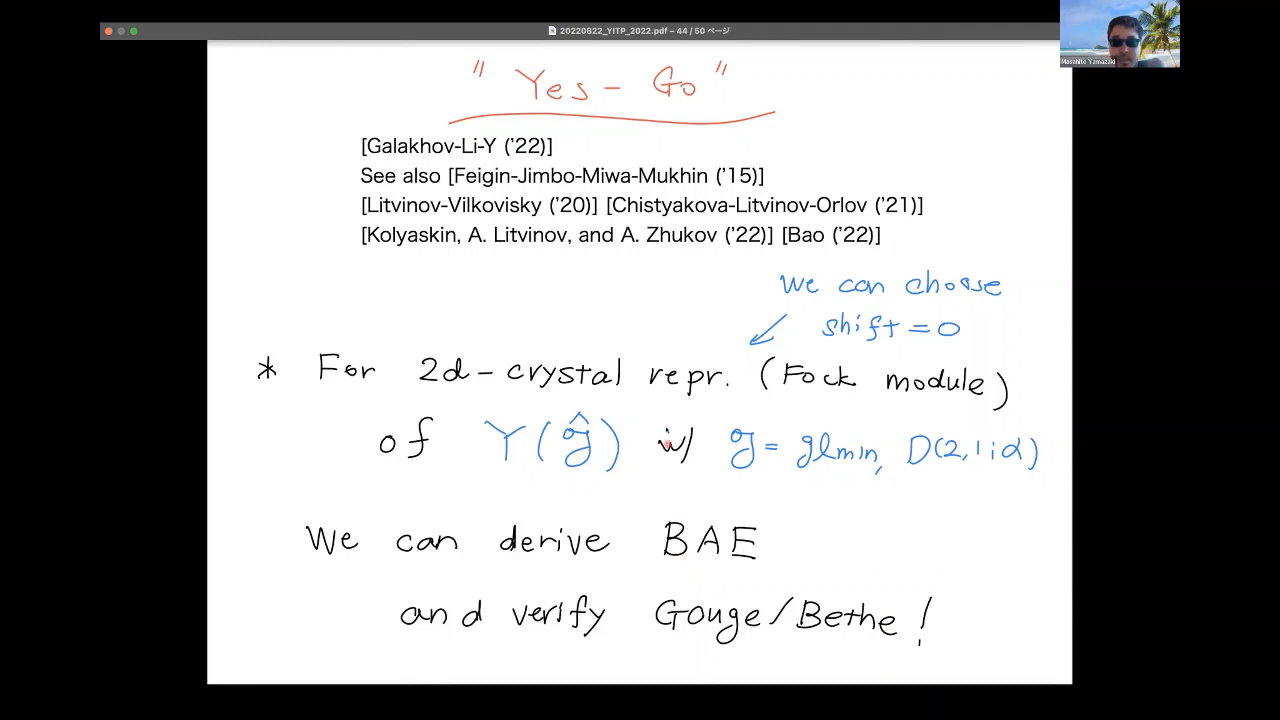 20220822_YITP_2022.pdf – 44 / 50 ページ
Masahito Yamazaki
" Yes - Go "
[Galakhov-Li-Y ('22)]
See also [Feigin-Jimbo-Miwa-Mukhin ('15)]
[Litvinov-Vilkovisky ('20)] [Chistyakova-Litvinov-Orlov ('21)]
[Kolyaskin, A. Litvinov, and A. Zhukov ('22)] [Bao ('22)]
we can choose
shift = 0
* For 2d-crystal repr. (Fock module)
of Y(ĝ) w/ g = glm|n, D(2,1;α)
We can derive BAE
and verify Gauge/Bethe !